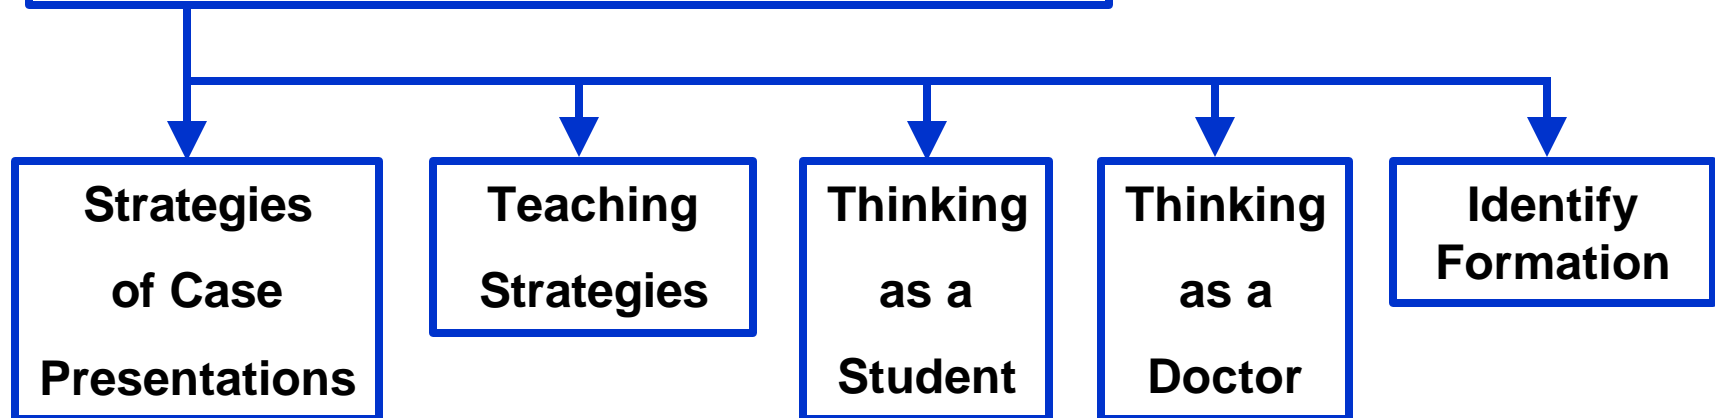 Strategies
of Case
Presentations
Teaching
Strategies
Thinking
as a
Student
Thinking
as a
Doctor
Identify
Formation